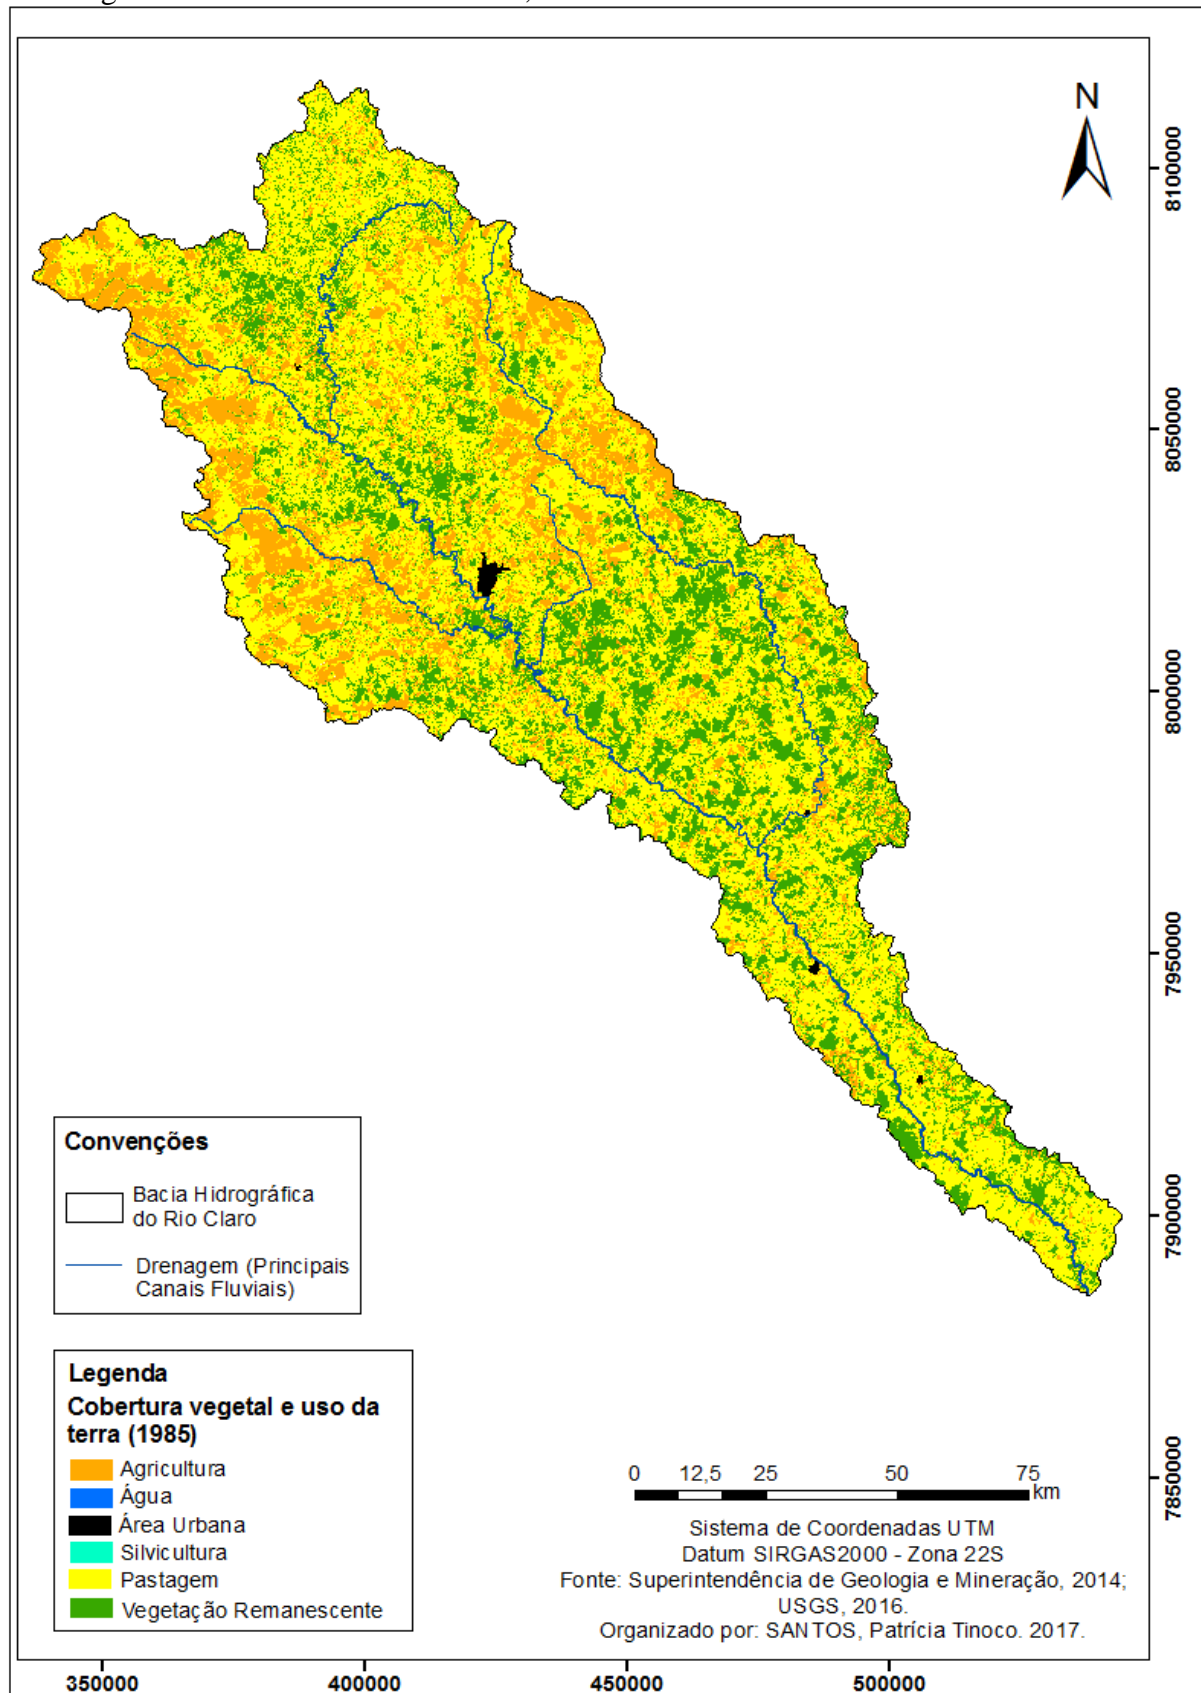 N
8100000
8050000
8000000
7950000
7900000
7850000
Convenções
Bacia Hidrográfica
do Rio Claro
Drenagem (Principais
Canais Fluviais)
Legenda
Cobertura vegetal e uso da
terra (1985)
Agricultura
Água
Área Urbana
Silvicultura
Pastagem
Vegetação Remanescente
0 12,5 25 50 75
km
Sistema de Coordenadas UTM
Datum SIRGAS2000 - Zona 22S
Fonte: Superintendência de Geologia e Mineração, 2014;
USGS, 2016.
Organizado por: SANTOS, Patrícia Tinoco. 2017.
350000 400000 450000 500000